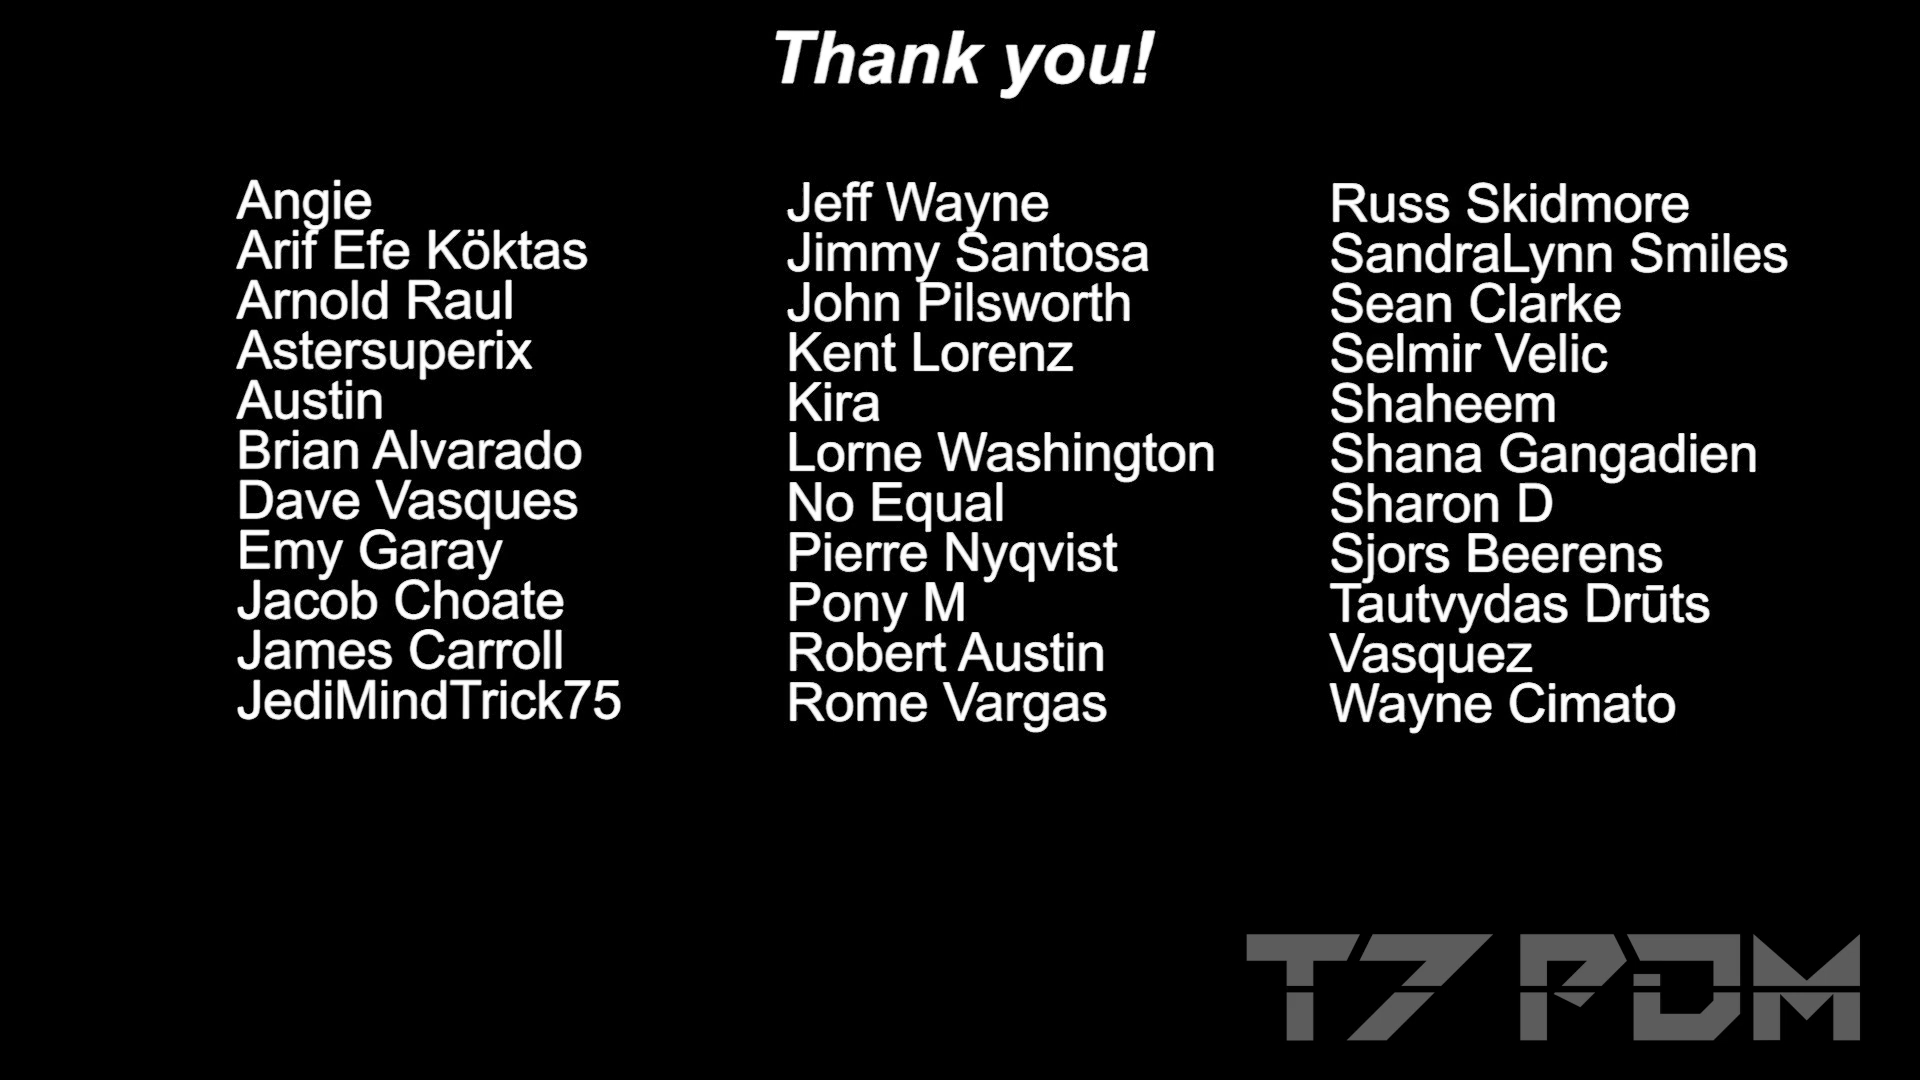 Thank you!
Angie
Arif Efe Köktas
Arnold Raul
Astersuperix
Austin
Brian Alvarado
Dave Vasques
Emy Garay
Jacob Choate
James Carroll
JediMindTrick75
Jeff Wayne
Jimmy Santosa
John Pilsworth
Kent Lorenz
Kira
Lorne Washington
No Equal
Pierre Nyqvist
Pony M
Robert Austin
Rome Vargas
Russ Skidmore
SandraLynn Smiles
Sean Clarke
Selmir Velic
Shaheem
Shana Gangadien
Sharon D
Sjors Beerens
Tautvydas Drūts
Vasquez
Wayne Cimato
T7 PDM